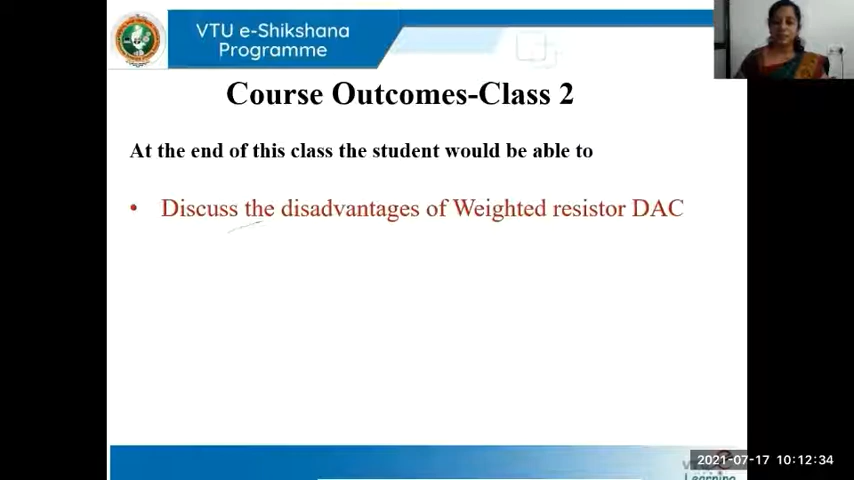 VTU e-Shikshana
Programme
Course Outcomes-Class 2
At the end of this class the student would be able to
• Discuss the disadvantages of Weighted resistor DAC
2021-07-17 10:12:34
Learning